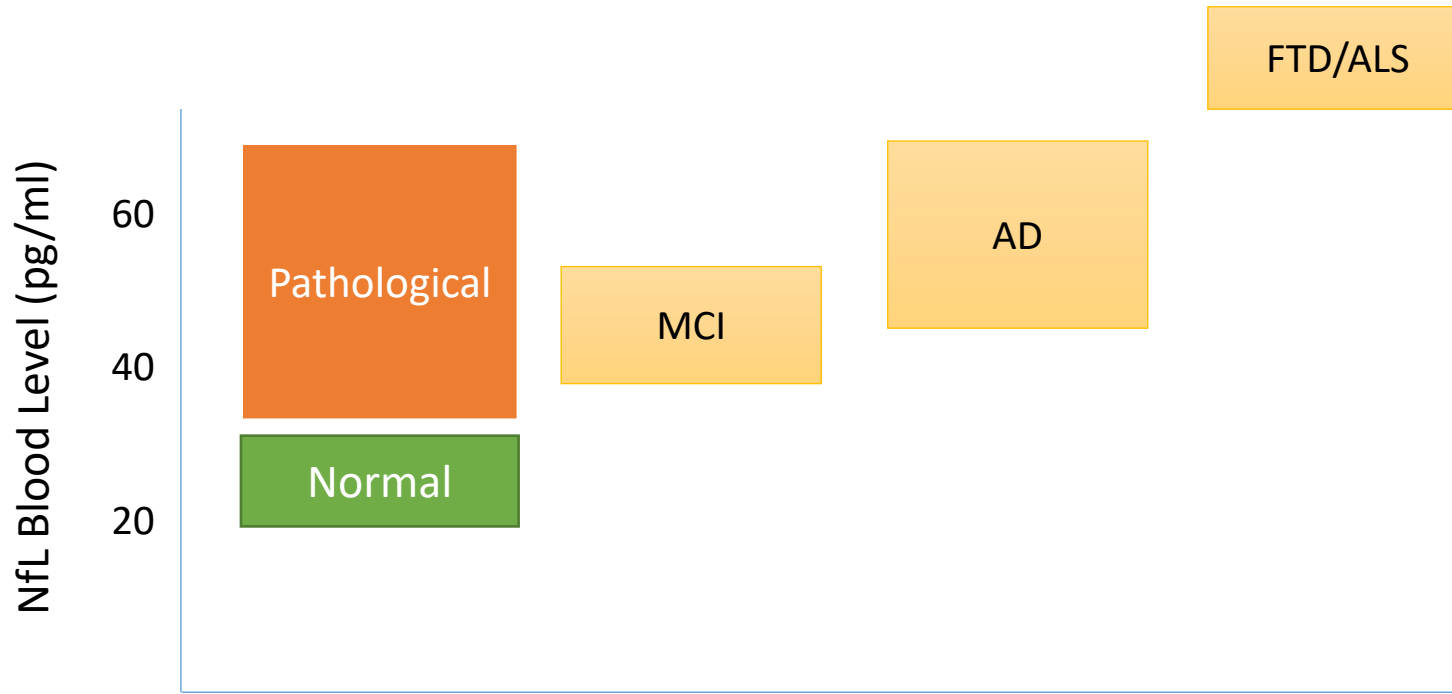 FTD/ALS
NfL Blood Level (pg/ml)
60
AD
Pathological
MCI
40
Normal
20